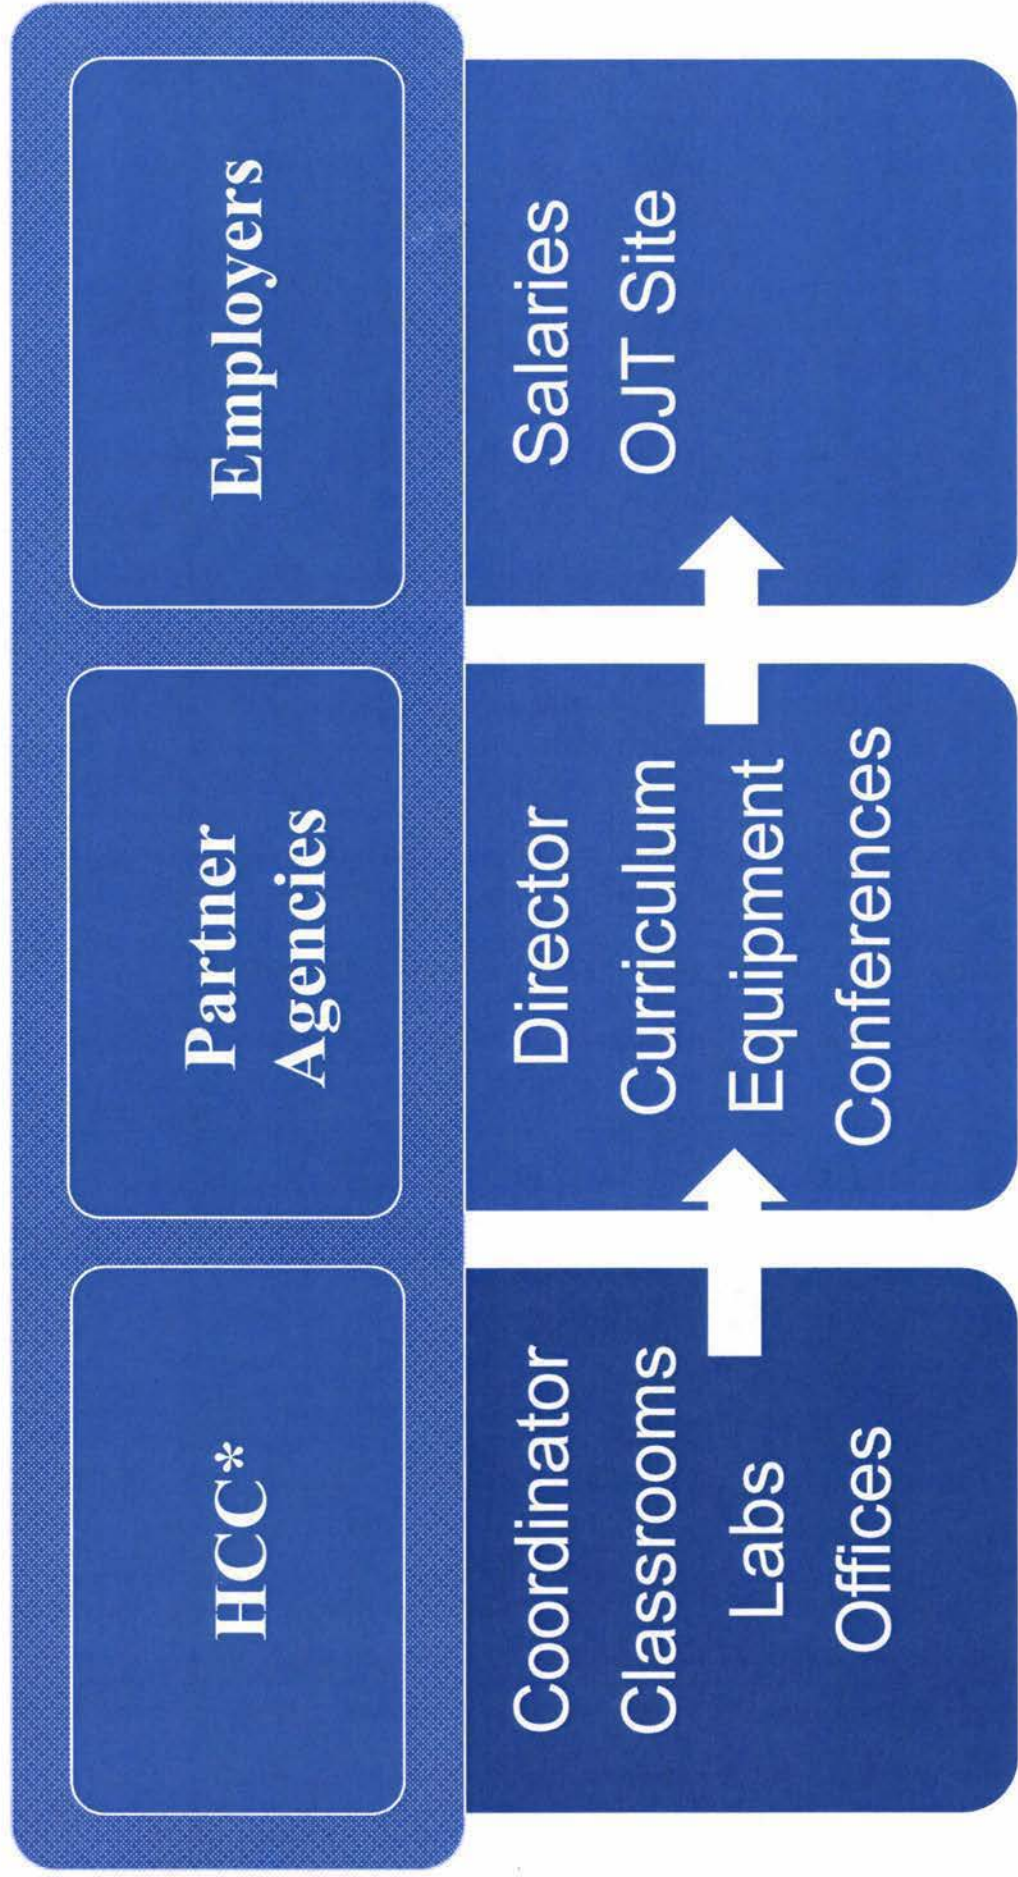 HCC*
Coordinator
Classrooms
Labs
Offices
Partner
Agencies
Director
Curriculum
Equipment
Conferences
Employers
Salaries
OJT Site